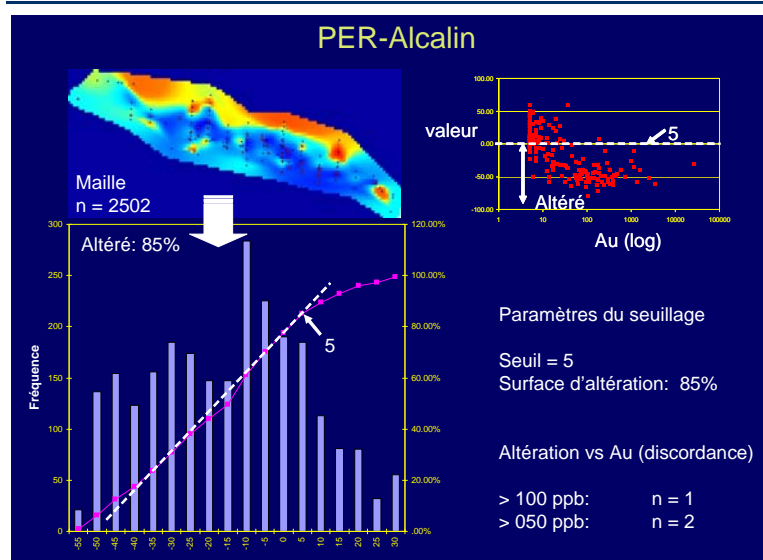 PER-Alcalin
Maille
n = 2502
100.00
50.00
0.00
-50.00
-100.00
valeur
5
Altéré
1 10 100 1000 10000 100000
Au (log)
Altéré: 85%
300
250
200
150
100
50
0
Fréquence
120.00%
100.00%
80.00%
60.00%
40.00%
20.00%
.00%
5
-55 -50 -45 -40 -35 -30 -25 -20 -15 -10 -5 0 5 10 15 20 25 30
Paramètres du seuillage
Seuil = 5
Surface d'altération: 85%
Altération vs Au (discordance)
> 100 ppb: n = 1
> 050 ppb: n = 2